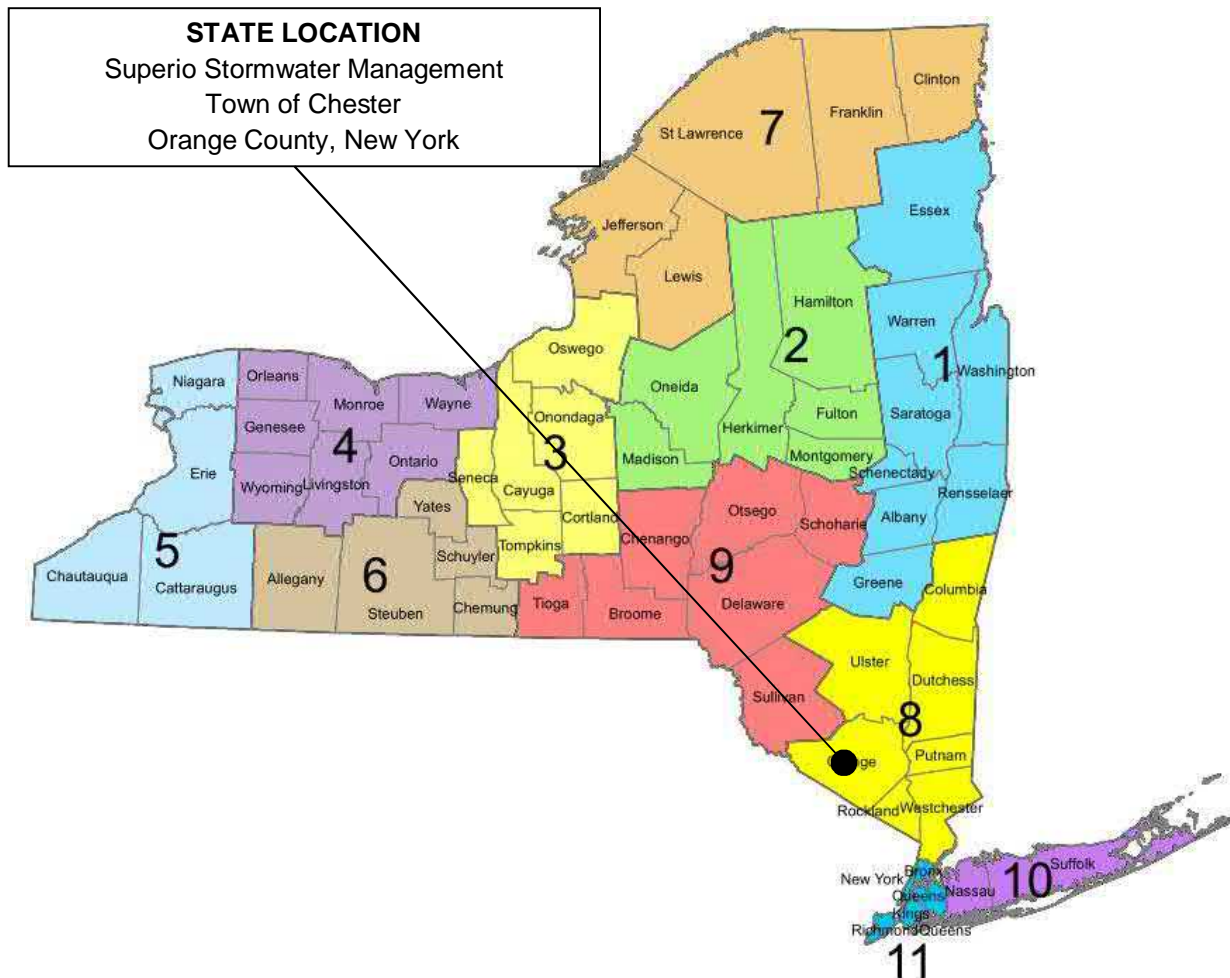 STATE LOCATION
Superio Stormwater Management
Town of Chester
Orange County, New York
Clinton
Franklin
St Lawrence
7
Essex
Jefferson
Lewis
Hamilton
Warren
2
1
Washington
Oswego
Oneida
Niagara
Orleans
Monroe
Wayne
Onondaga
Saratoga
Fulton
Herkimer
Genesee
4
Ontario
3
Madison
Montgomery
Erie
Wyoming
Livingston
Seneca
Cayuga
Schenectady
Rensselaer
Yates
Cortland
Otsego
Schoharie
Albany
Tompkins
Chenango
5
Schuyler
9
Chautauqua
Cattaraugus
Allegany
6
Steuben
Chemung
Tioga
Broome
Delaware
Greene
Columbia
Ulster
Dutchess
Sullivan
8
Putnam
Rockland
Westchester
Suffolk
10
New York
Bronx
Nassau
Queens
Kings
Richmond
Queens
11